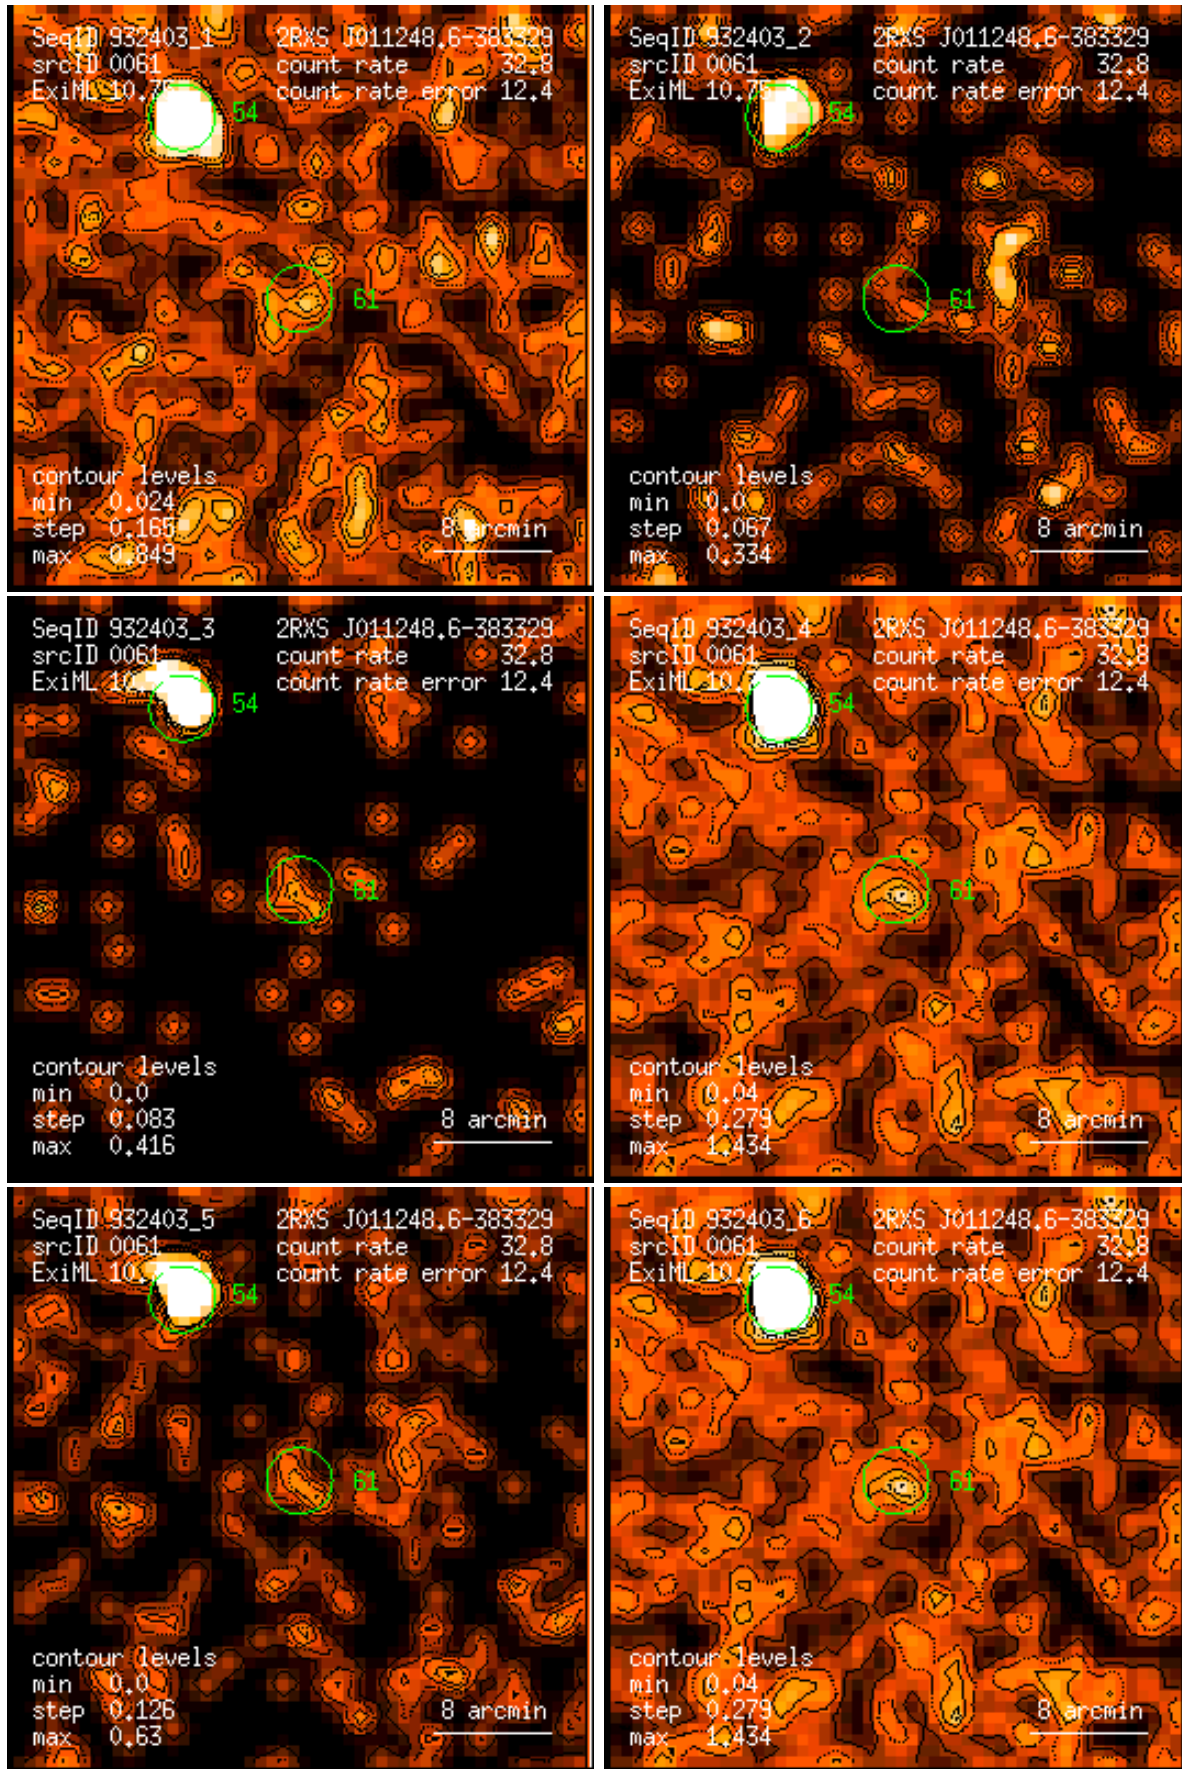 SeqID 932403_1 2RXS J011248.6-383329
srcID 0061 count rate 32.8
ExiML 10.75 count rate error 12.4
54
61
contour levels
min 0.024
step 0.165
max 0.849
8 arcmin
SeqID 932403_2 2RXS J011248.6-383329
srcID 0061 count rate 32.8
ExiML 10.75 count rate error 12.4
54
61
contour levels
min 0.0
step 0.067
max 0.334
8 arcmin
SeqID 932403_3 2RXS J011248.6-383329
srcID 0061 count rate 32.8
ExiML count rate error 12.4
54
61
contour levels
min 0.0
step 0.083
max 0.416
8 arcmin
SeqID 932403_4 2RXS J011248.6-383329
srcID 0061 count rate 32.8
ExiML count rate error 12.4
54
61
contour levels
min 0.04
step 0.279
max 1.434
8 arcmin
SeqID 932403_5 2RXS J011248.6-383329
srcID 0061 count rate 32.8
ExiML count rate error 12.4
54
61
contour levels
min 0.0
step 0.126
max 0.63
8 arcmin
SeqID 932403_6 2RXS J011248.6-383329
srcID 0061 count rate 32.8
ExiML count rate error 12.4
54
61
contour levels
min 0.04
step 0.279
max 1.434
8 arcmin